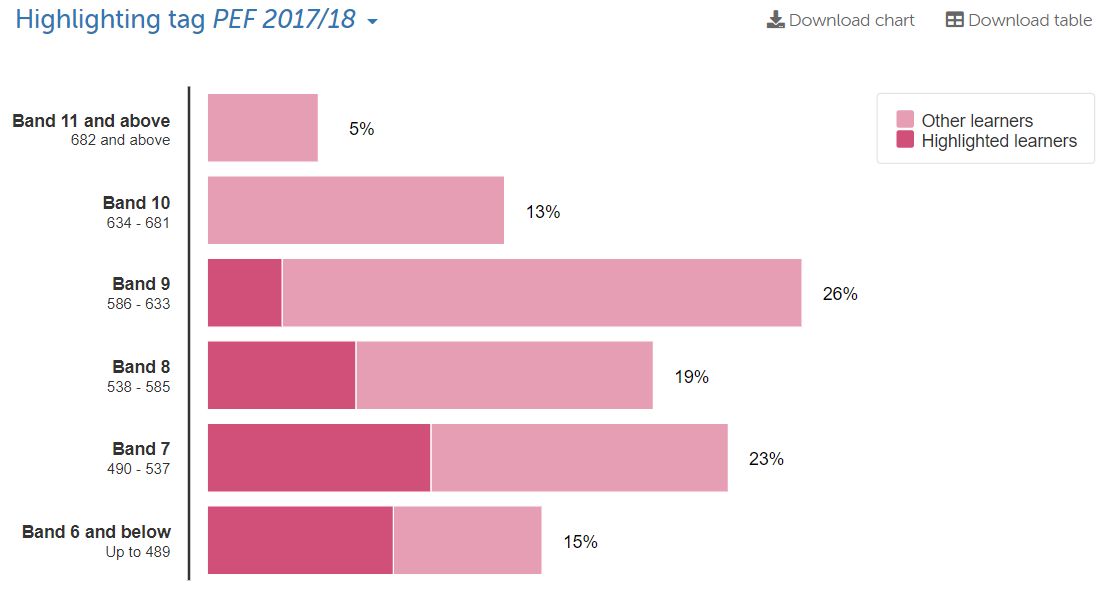 Highlighting tag PEF 2017/18
Download chart
Download table
Other learners
Highlighted learners
Band 11 and above
682 and above
5%
Band 10
634 - 681
13%
Band 9
586 - 633
26%
Band 8
538 - 585
19%
Band 7
490 - 537
23%
Band 6 and below
Up to 489
15%